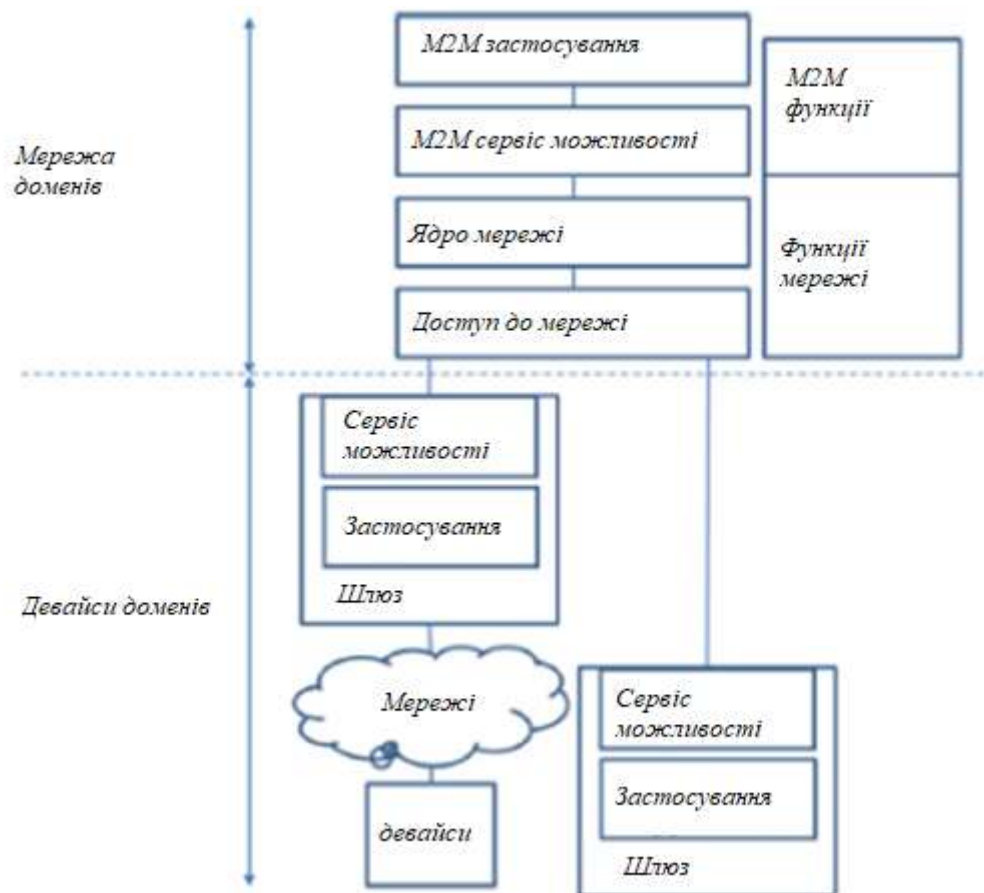 М2М застосування
М2М
функції
М2М сервіс можливості
Мережа
доменів
Ядро мережі
Функції
мережі
Доступ до мережі
Сервіс
можливості
Застосування
Шлюз
Девайси доменів
Мережі
девайси
Сервіс
можливості
Застосування
Шлюз